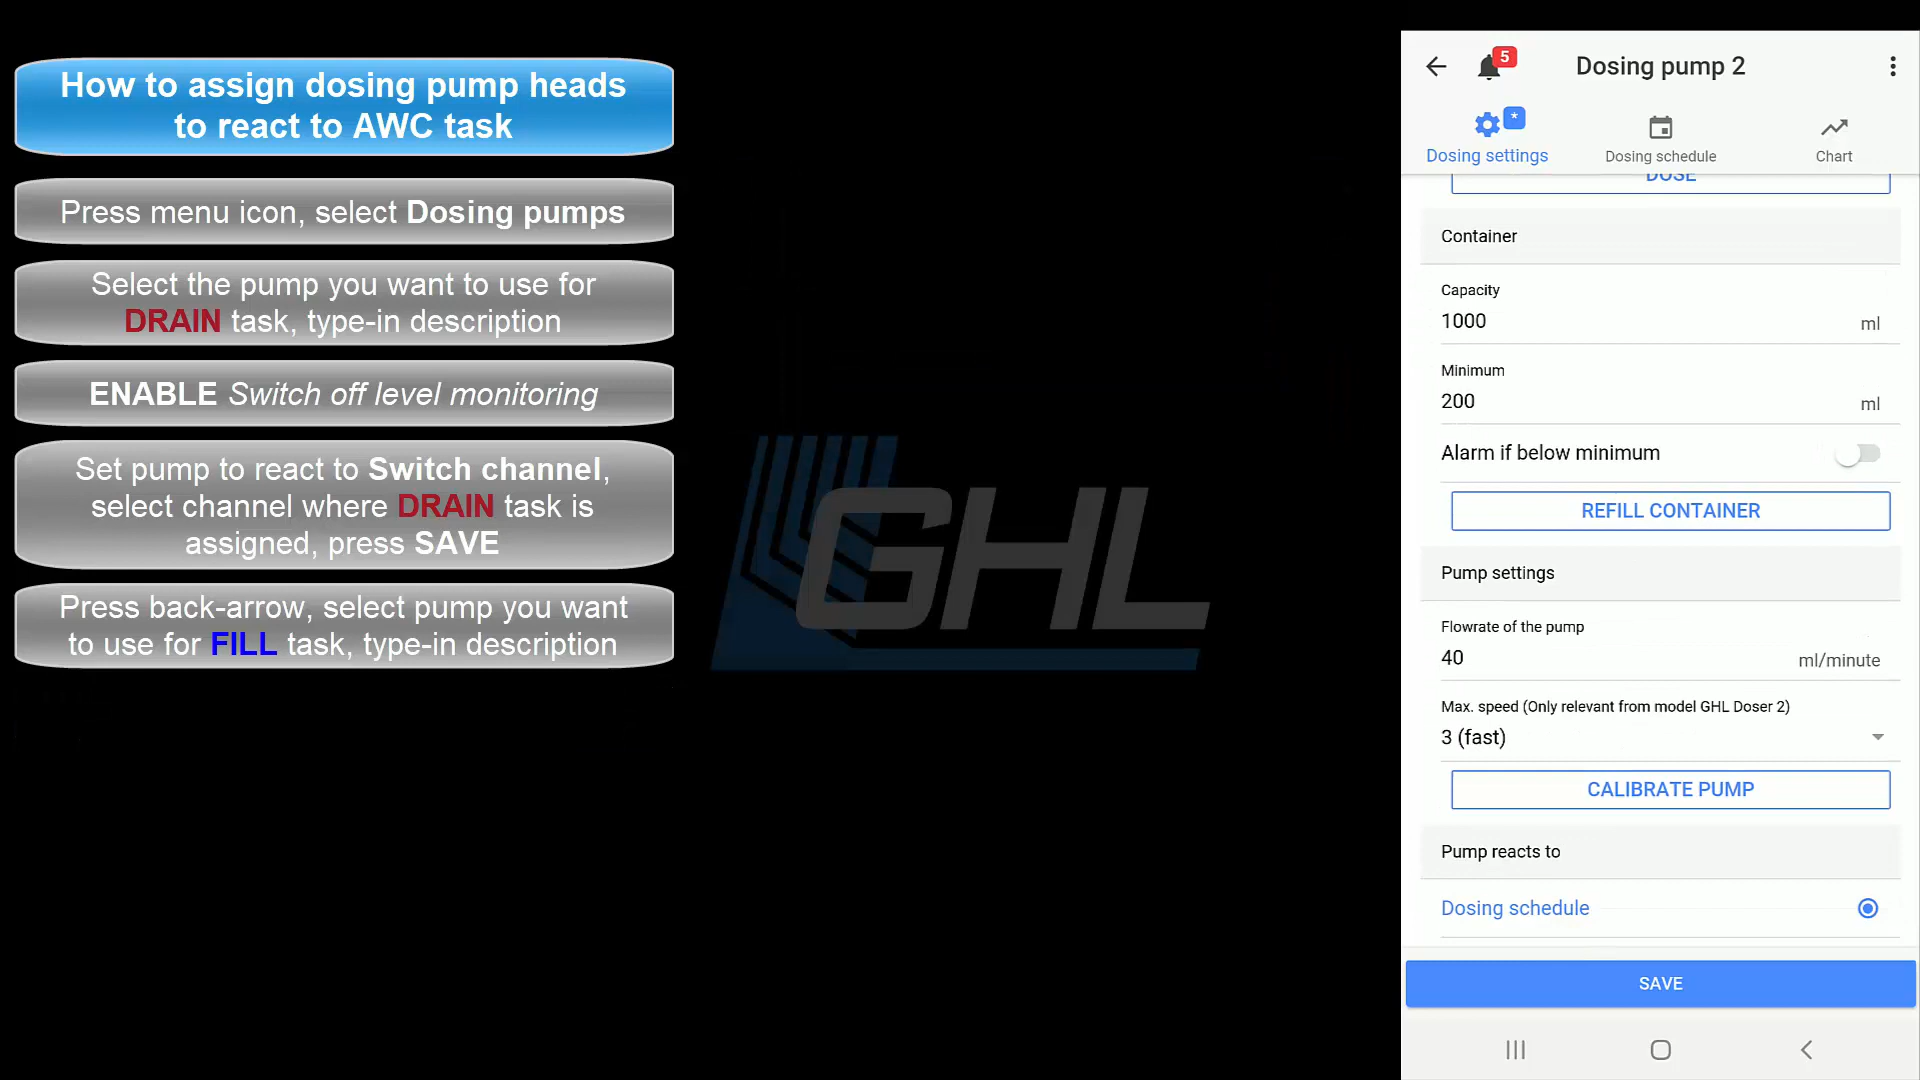 How to assign dosing pump heads
to react to AWC task
Press menu icon, select Dosing pumps
Select the pump you want to use for
DRAIN task, type-in description
ENABLE Switch off level monitoring
Set pump to react to Switch channel,
select channel where DRAIN task is
assigned, press SAVE
Press back-arrow, select pump you want
to use for FILL task, type-in description
GHL
5
Dosing pump 2
*
Dosing settings
Dosing schedule
Chart
DOSE
Container
Capacity
1000 ml
Minimum
200 ml
Alarm if below minimum
REFILL CONTAINER
Pump settings
Flowrate of the pump
40 ml/minute
Max. speed (Only relevant from model GHL Doser 2)
3 (fast)
CALIBRATE PUMP
Pump reacts to
Dosing schedule
SAVE